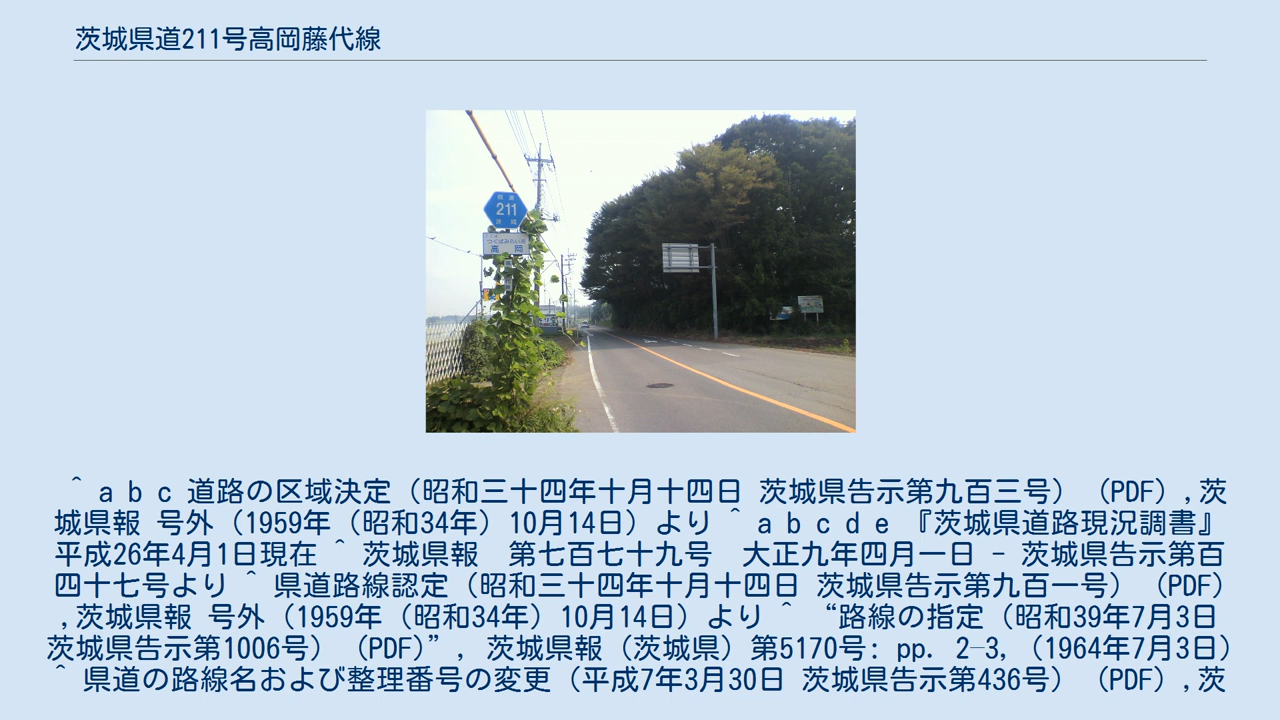 茨城県道211号高岡藤代線
県道
211
茨城
つくばみらい市
高岡
^ a b c 道路の区域決定（昭和三十四年十月十四日 茨城県告示第九百三号）（PDF）,茨
城県報 号外（1959年（昭和34年）10月14日）より ^ a b c d e 『茨城県道路現況調書』
平成26年4月1日現在 ^ 茨城県報　第七百七十九号　大正九年四月一日 - 茨城県告示第百
四十七号より ^ 県道路線認定（昭和三十四年十月十四日 茨城県告示第九百一号）（PDF）
,茨城県報 号外（1959年（昭和34年）10月14日）より ^ “路線の指定（昭和39年7月3日
茨城県告示第1006号）（PDF）”, 茨城県報（茨城県）第5170号: pp. 2–3, （1964年7月3日）
^ 県道の路線名および整理番号の変更（平成7年3月30日 茨城県告示第436号）（PDF）,茨